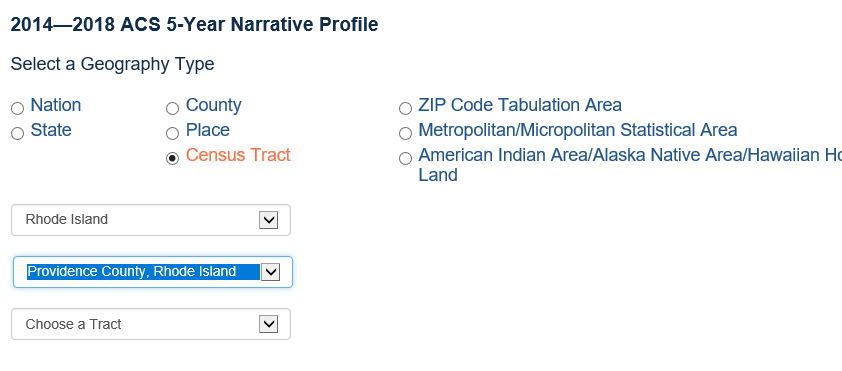 2014—2018 ACS 5-Year Narrative Profile
Select a Geography Type
Nation
State
County
Place
Census Tract
ZIP Code Tabulation Area
Metropolitan/Micropolitan Statistical Area
American Indian Area/Alaska Native Area/Hawaiian
Land
Rhode Island
Providence County, Rhode Island
Choose a Tract